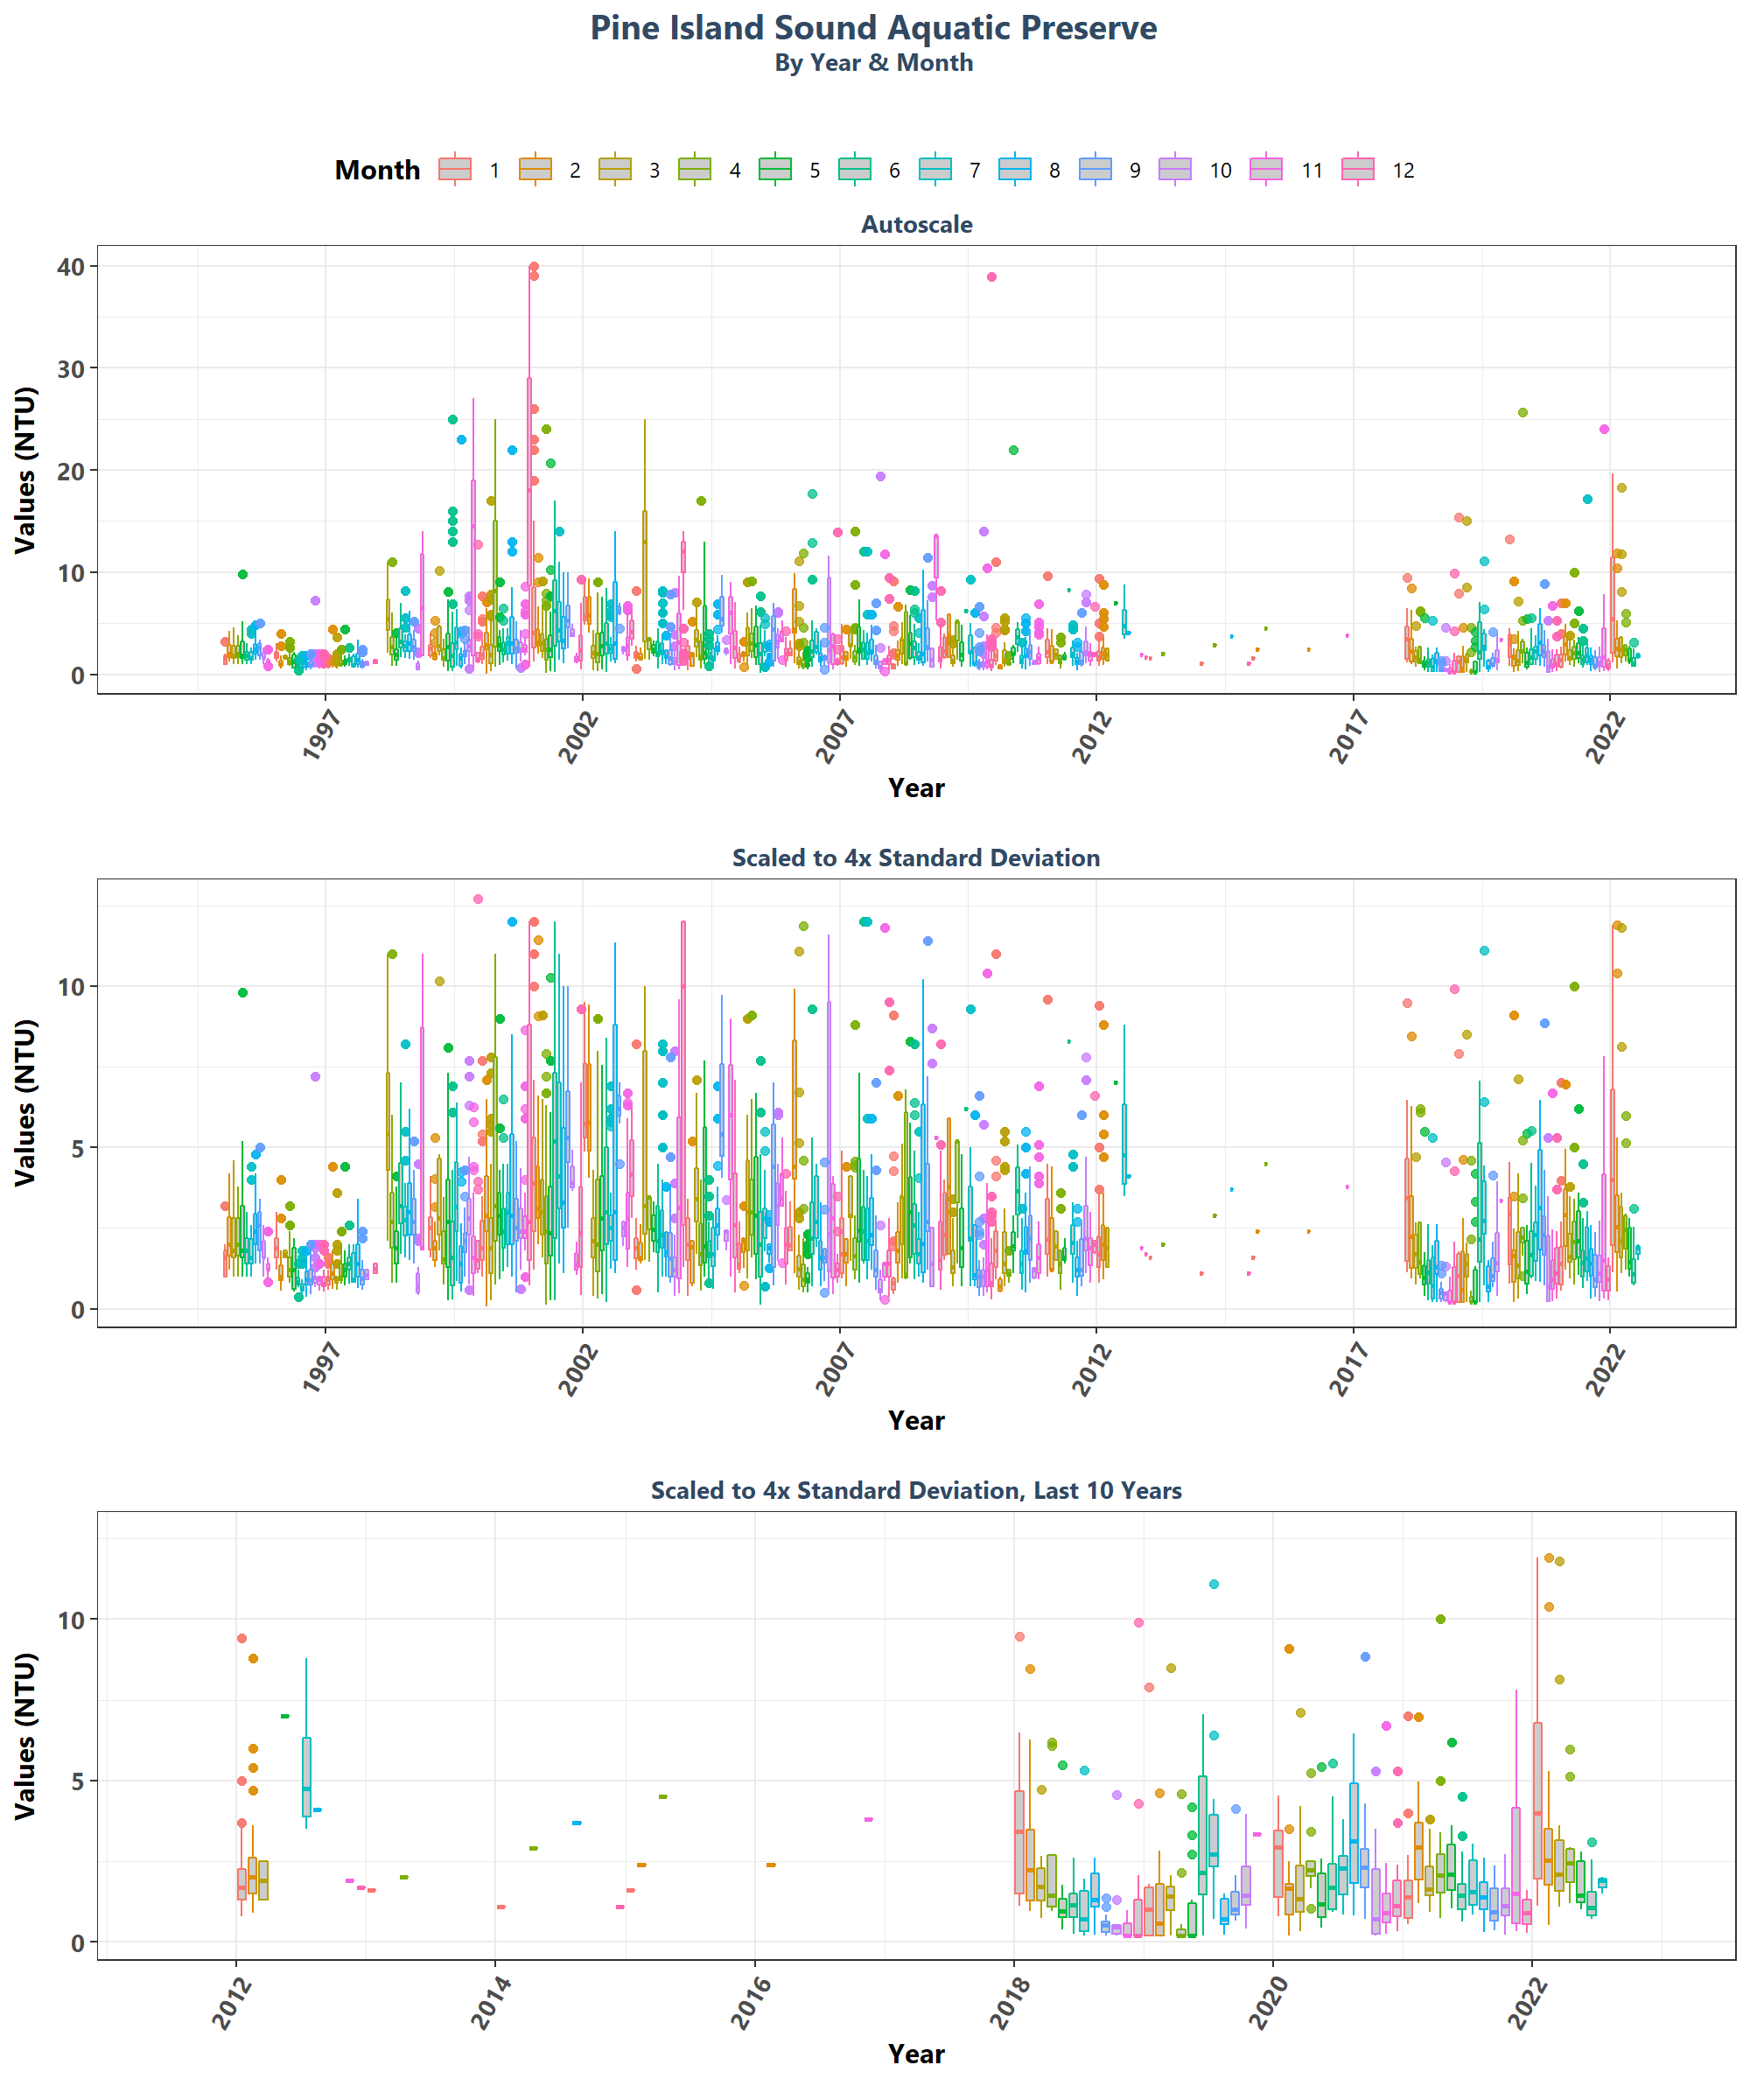 Pine Island Sound Aquatic Preserve
By Year & Month
Month 1 2 3 4 5 6 7 8 9 10 11 12
Autoscale
Values (NTU)
40
30
20
10
0
1997 2002 2007 2012 2017 2022
Year
Scaled to 4x Standard Deviation
Values (NTU)
10
5
0
1997 2002 2007 2012 2017 2022
Year
Scaled to 4x Standard Deviation, Last 10 Years
Values (NTU)
10
5
0
2012 2014 2016 2018 2020 2022
Year